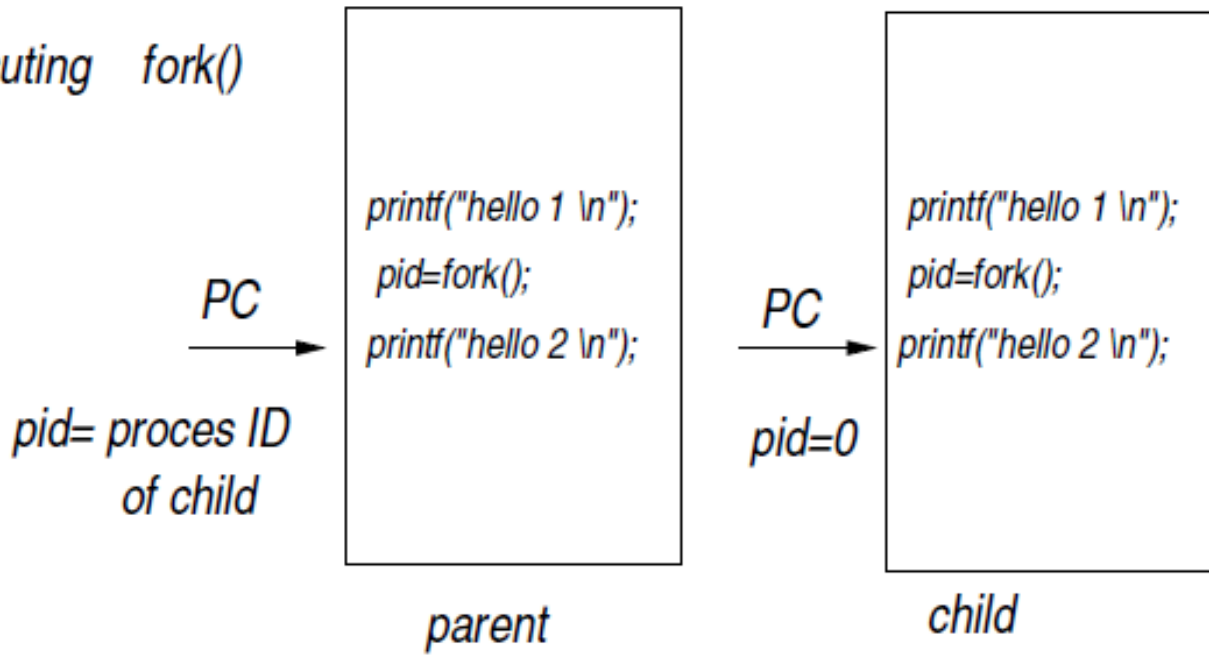 uting fork()
printf("hello 1 \n");
pid=fork();
printf("hello 2 \n");
PC
pid= proces ID
of child
parent
printf("hello 1 \n");
pid=fork();
printf("hello 2 \n");
PC
pid=0
child